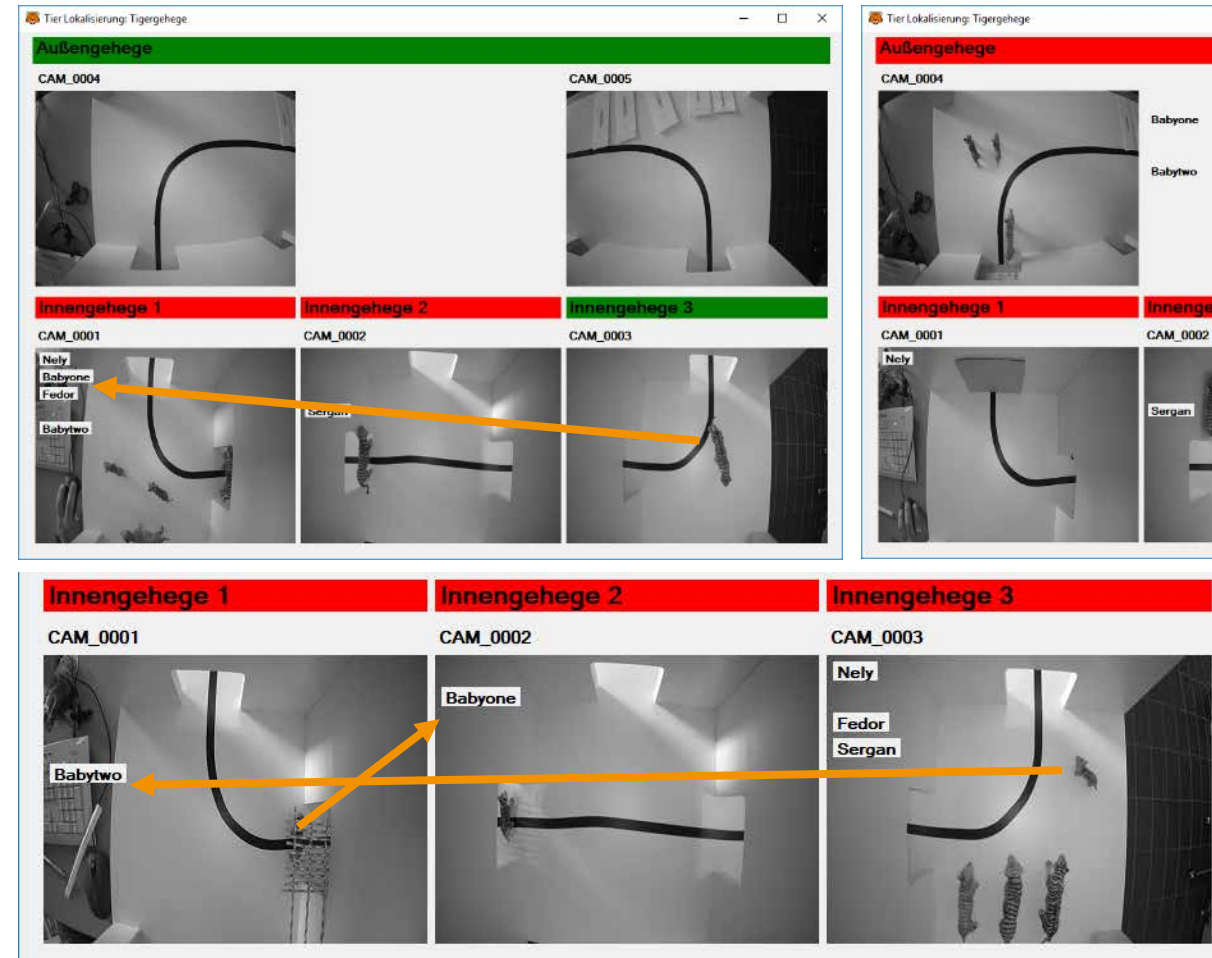 Tier Lokalisierung: Tigergehege
Außengehege
CAM_0004
CAM_0005
Innengehege 1
Innengehege 2
Innengehege 3
CAM_0001
CAM_0002
CAM_0003
Nely
Babyone
Fedor
Babytwo
Sergan
Tier Lokalisierung: Tigergehege
Außengehege
CAM_0004
Babyone
Babytwo
Innengehege 1
Innenge
CAM_0001
CAM_0002
Nely
Sergan
Innengehege 1
Innengehege 2
Innengehege 3
CAM_0001
CAM_0002
CAM_0003
Babytwo
Babyone
Nely
Fedor
Sergan